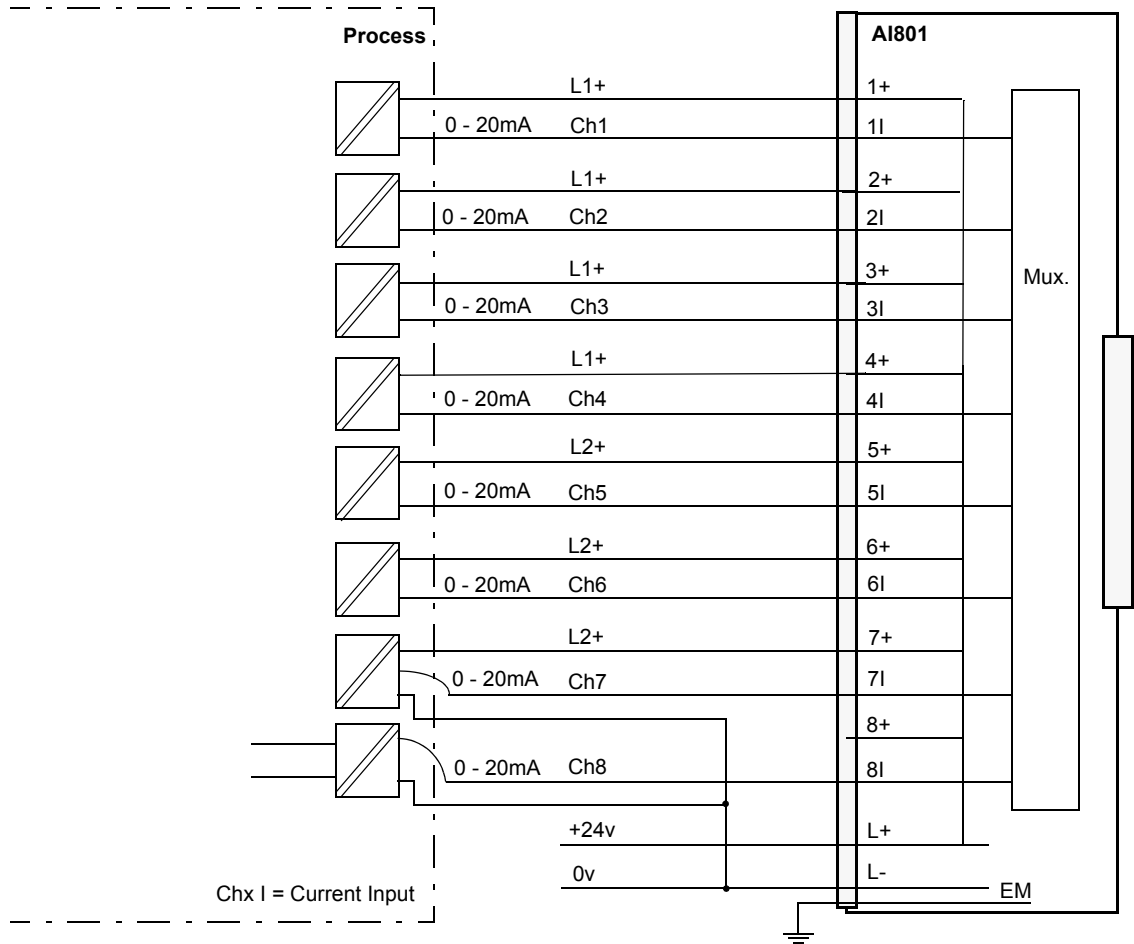 Process
AI801
L1+
1+
0 - 20mA
Ch1
1I
L1+
2+
0 - 20mA
Ch2
2I
L1+
3+
Mux.
0 - 20mA
Ch3
3I
L1+
4+
0 - 20mA
Ch4
4I
L2+
5+
0 - 20mA
Ch5
5I
L2+
6+
0 - 20mA
Ch6
6I
L2+
7+
0 - 20mA
Ch7
7I
8+
0 - 20mA
Ch8
8I
+24v
L+
0v
L-
Chx I = Current Input
EM